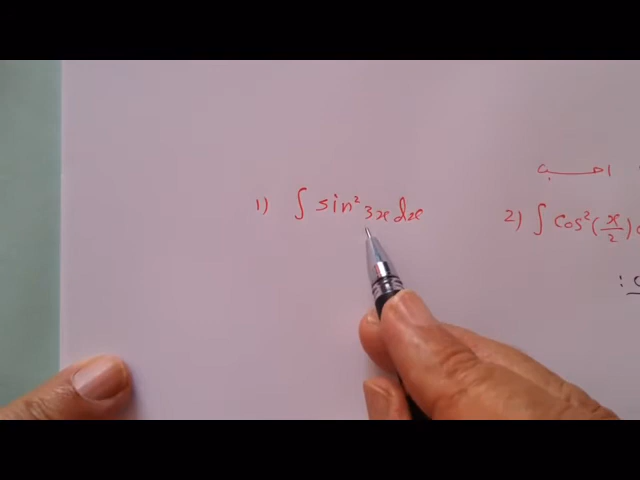 1) ∫ sin² 3x dx
2) ∫ cos² (x/2)